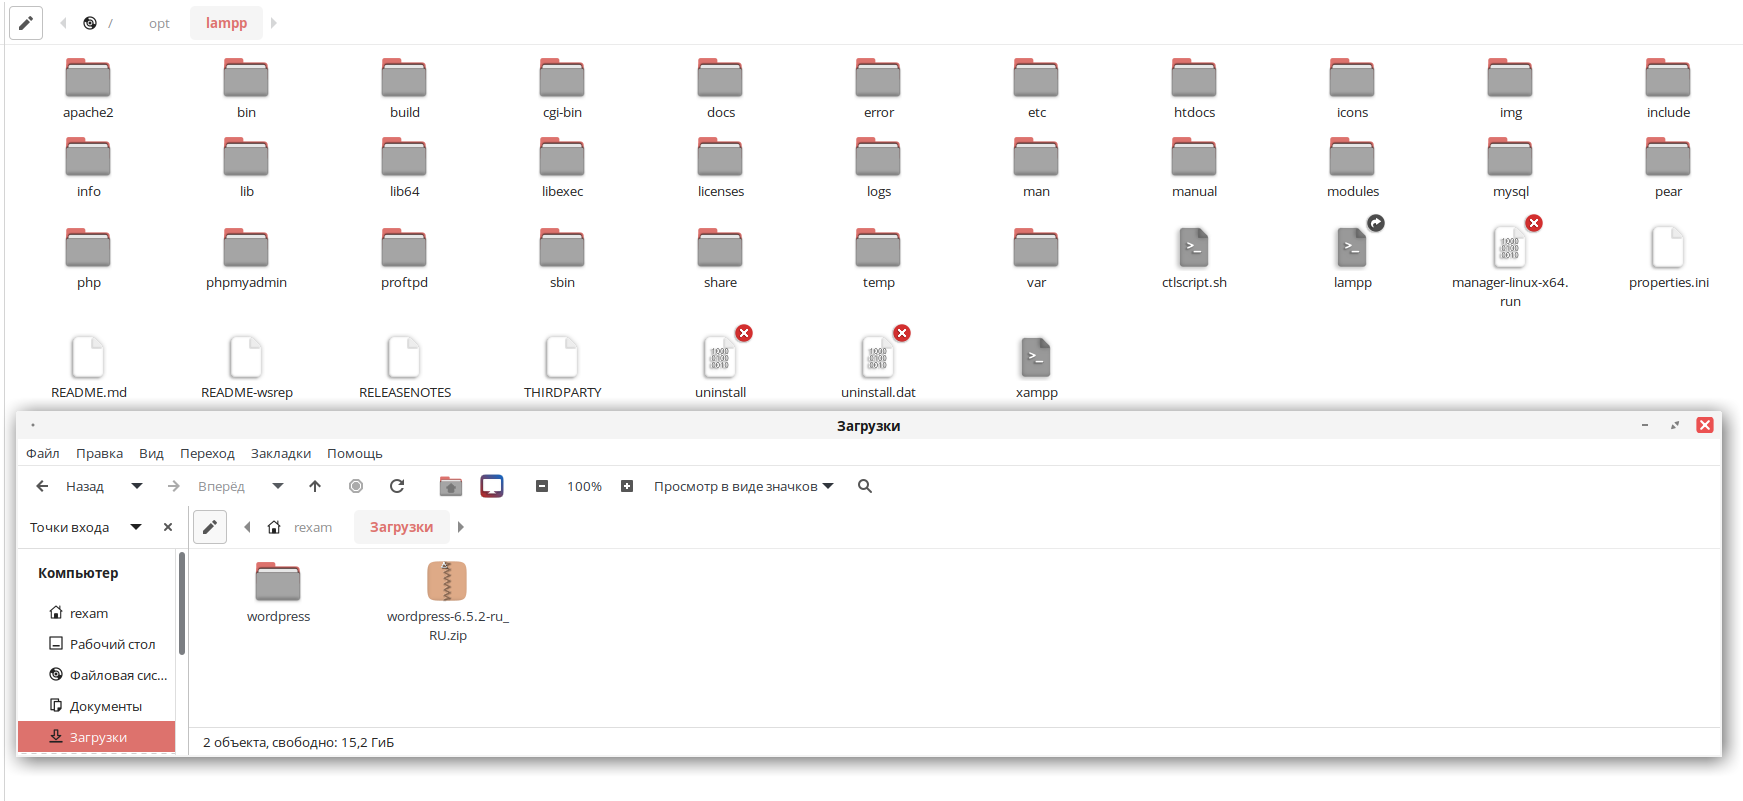 / opt lampp
apache2 bin build cgi-bin docs error etc htdocs icons img include
info lib lib64 libexec licenses logs man manual modules mysql pear
php phpmyadmin proftpd sbin share temp var ctlscript.sh lampp manager-linux-x64. properties.ini
run
README.md README-wsrep RELEASENOTES THIRDPARTY uninstall uninstall.dat xampp
Загрузки
Файл Правка Вид Переход Закладки Помощь
Назад Вперёд 100% Просмотр в виде значков
Точки входа rexam Загрузки
Компьютер
rexam
Рабочий стол
Файловая сис...
Документы
Загрузки
wordpress wordpress-6.5.2-ru_
RU.zip
2 объекта, свободно: 15,2 ГиБ